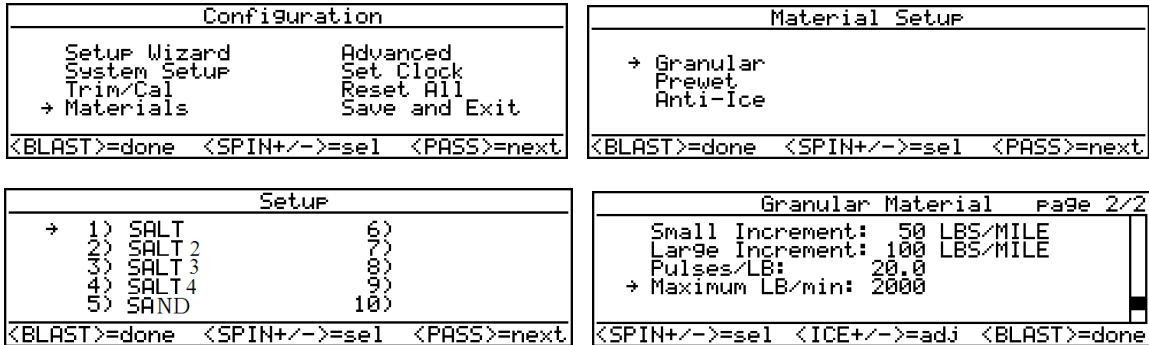 Configuration
Setup Wizard Advanced
System Setup Set Clock
Trim/Cal Reset All
→ Materials Save and Exit
<BLAST>=done <SPIN+/->=sel <PASS>=next
Material Setup
→ Granular
Prewet
Anti-Ice
<BLAST>=done <SPIN+/->=sel <PASS>=next
Setup
→ 1) SALT 6)
2) SALT 2 7)
3) SALT 3 8)
4) SALT 4 9)
5) SAND 10)
<BLAST>=done <SPIN+/->=sel <PASS>=next
Granular Material page 2/2
Small Increment: 50 LBS/MILE
Large Increment: 100 LBS/MILE
Pulses/LB: 20.0
→ Maximum LB/min: 2000
<SPIN+/->=sel <ICE+/->=adj <BLAST>=done